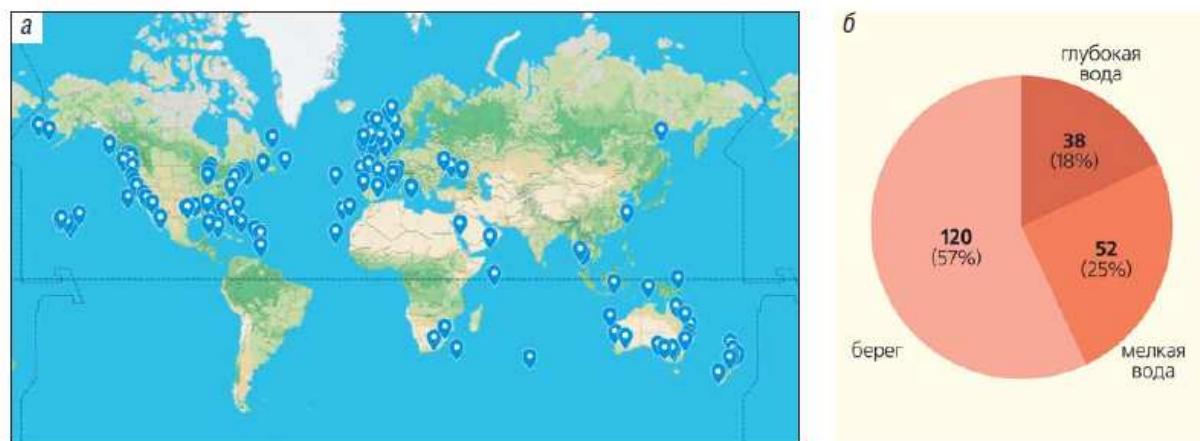 а
б
глубокая
вода
38
(18%)
120
(57%)
52
(25%)
берег
мелкая
вода